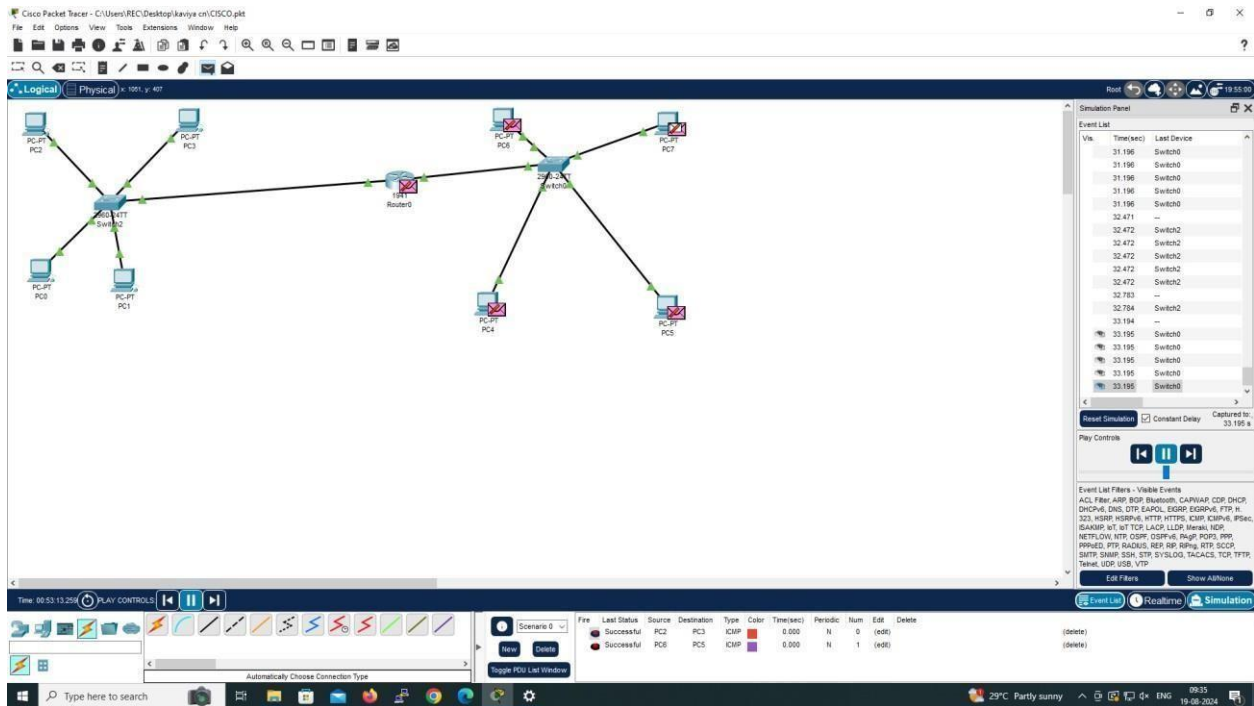 Cisco Packet Tracer - C:\Users\REC\Desktop\kaviya cn\CISCO.pkt
File Edit Options View Tools Extensions Window Help
?
Logical Physical x: 1051, y: 407
Root 19:55:00
PC-PT
PC2
PC-PT
PC3
2960-24TT
Switch2
PC-PT
PC0
PC-PT
PC1
1941
Router0
PC-PT
PC6
PC-PT
PC7
2960-24TT
Switch0
PC-PT
PC4
PC-PT
PC5
Simulation Panel
Event List
Vis. Time(sec) Last Device
31.196 Switch0
31.196 Switch0
31.196 Switch0
31.196 Switch0
31.196 Switch0
32.471 --
32.472 Switch2
32.472 Switch2
32.472 Switch2
32.472 Switch2
32.472 Switch2
32.783 --
32.784 Switch2
33.194 --
33.195 Switch0
33.195 Switch0
33.195 Switch0
33.195 Switch0
33.195 Switch0
Reset Simulation Constant Delay Captured to:
33.195 s
Play Controls
Event List Filters - Visible Events
ACL Filter, ARP, BGP, Bluetooth, CAPWAP, CDP, DHCP,
DHCPv6, DNS, DTP, EAPOL, EIGRP, EIGRPv6, FTP, H.
323, HSRP, HSRPv6, HTTP, HTTPS, ICMP, ICMPv6, IPSec,
ISAKMP, IoT, IoT TCP, LACP, LLDP, Meraki, NDP,
NETFLOW, NTP, OSPF, OSPFv6, PAgP, POP3, PPP,
PPPoED, PTP, RADIUS, REP, RIP, RIPng, RTP, SCCP,
SMTP, SNMP, SSH, STP, SYSLOG, TACACS, TCP, TFTP,
Telnet, UDP, USB, VTP
Edit Filters Show All/None
Time: 00:53:13.259 PLAY CONTROLS:
Event List Realtime Simulation
Automatically Choose Connection Type
Scenario 0
New Delete
Toggle PDU List Window
Fire Last Status Source Destination Type Color Time(sec) Periodic Num Edit Delete
Successful PC2 PC3 ICMP 0.000 N 0 (edit) (delete)
Successful PC6 PC5 ICMP 0.000 N 1 (edit) (delete)
Type here to search
29°C Partly sunny ENG 09:35
19-08-2024